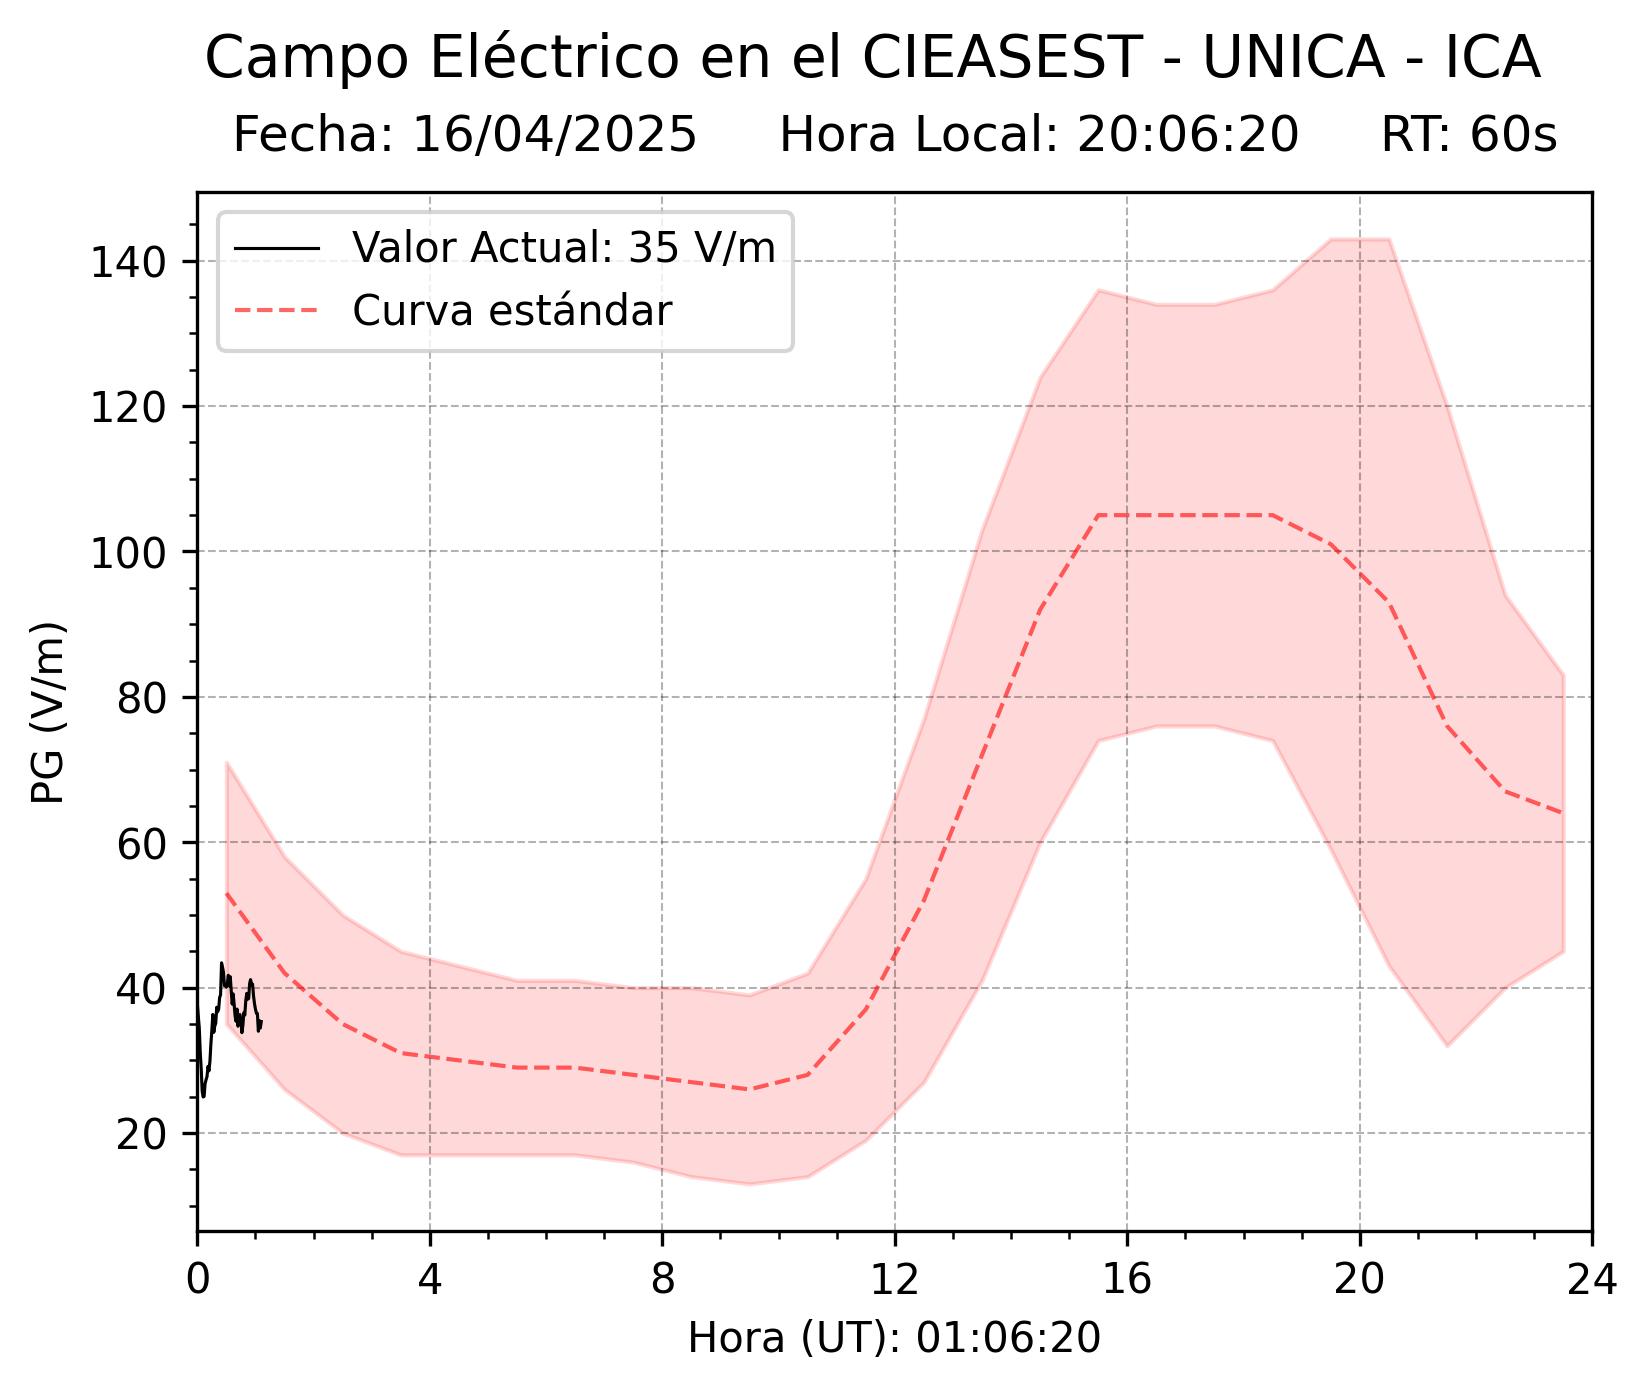 Campo Eléctrico en el CIEASEST - UNICA - ICA
Fecha: 16/04/2025 Hora Local: 20:06:20 RT: 60s
Valor Actual: 35 V/m
Curva estándar
140
120
100
80
60
40
20
PG (V/m)
0 4 8 12 16 20 24
Hora (UT): 01:06:20